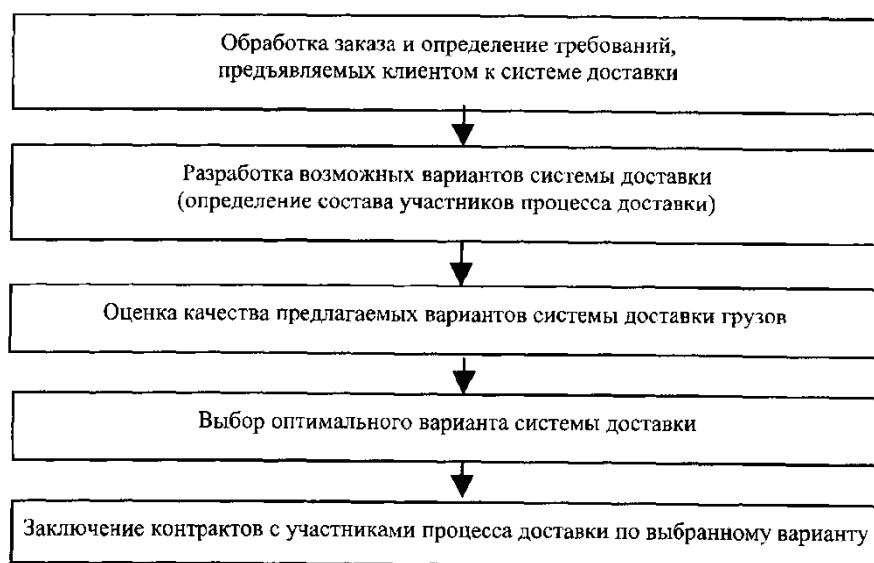 Обработка заказа и определение требований,
предъявляемых клиентом к системе доставки
Разработка возможных вариантов системы доставки
(определение состава участников процесса доставки)
Оценка качества предлагаемых вариантов системы доставки грузов
Выбор оптимального варианта системы доставки
Заключение контрактов с участниками процесса доставки по выбранному варианту